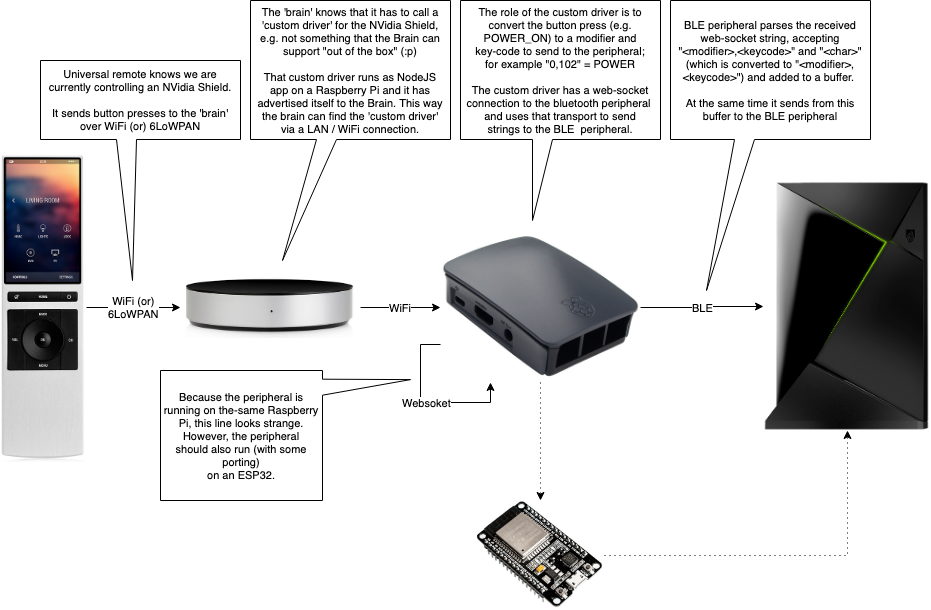 The 'brain' knows that it has to call a
'custom driver' for the NVidia Shield,
e.g. not something that the Brain can
support "out of the box" (:p)
That custom driver runs as NodeJS
app on a Raspberry Pi and it has
advertised itself to the Brain. This way
the brain can find the 'custom driver'
via a LAN / WiFi connection.
The role of the custom driver is to
convert the button press (e.g.
POWER_ON) to a modifier and
key-code to send to the peripheral;
for example "0,102" = POWER
The custom driver has a web-socket
connection to the bluetooth peripheral
and uses that transport to send
strings to the BLE peripheral.
BLE peripheral parses the received
web-socket string, accepting
"<modifier>,<keycode>" and "<char>"
(which is converted to "<modifier>,
<keycode>") and added to a buffer.
At the same time it sends from this
buffer to the BLE peripheral
Universal remote knows we are
currently controlling an NVidia Shield.
It sends button presses to the 'brain'
over WiFi (or) 6LoWPAN
LIVING ROOM
WiFi (or)
6LoWPAN
WiFi
BLE
HOME
MENU
Websoket
Because the peripheral is
running on the-same Raspberry
Pi, this line looks strange.
However, the peripheral
should also run (with some
porting)
on an ESP32.